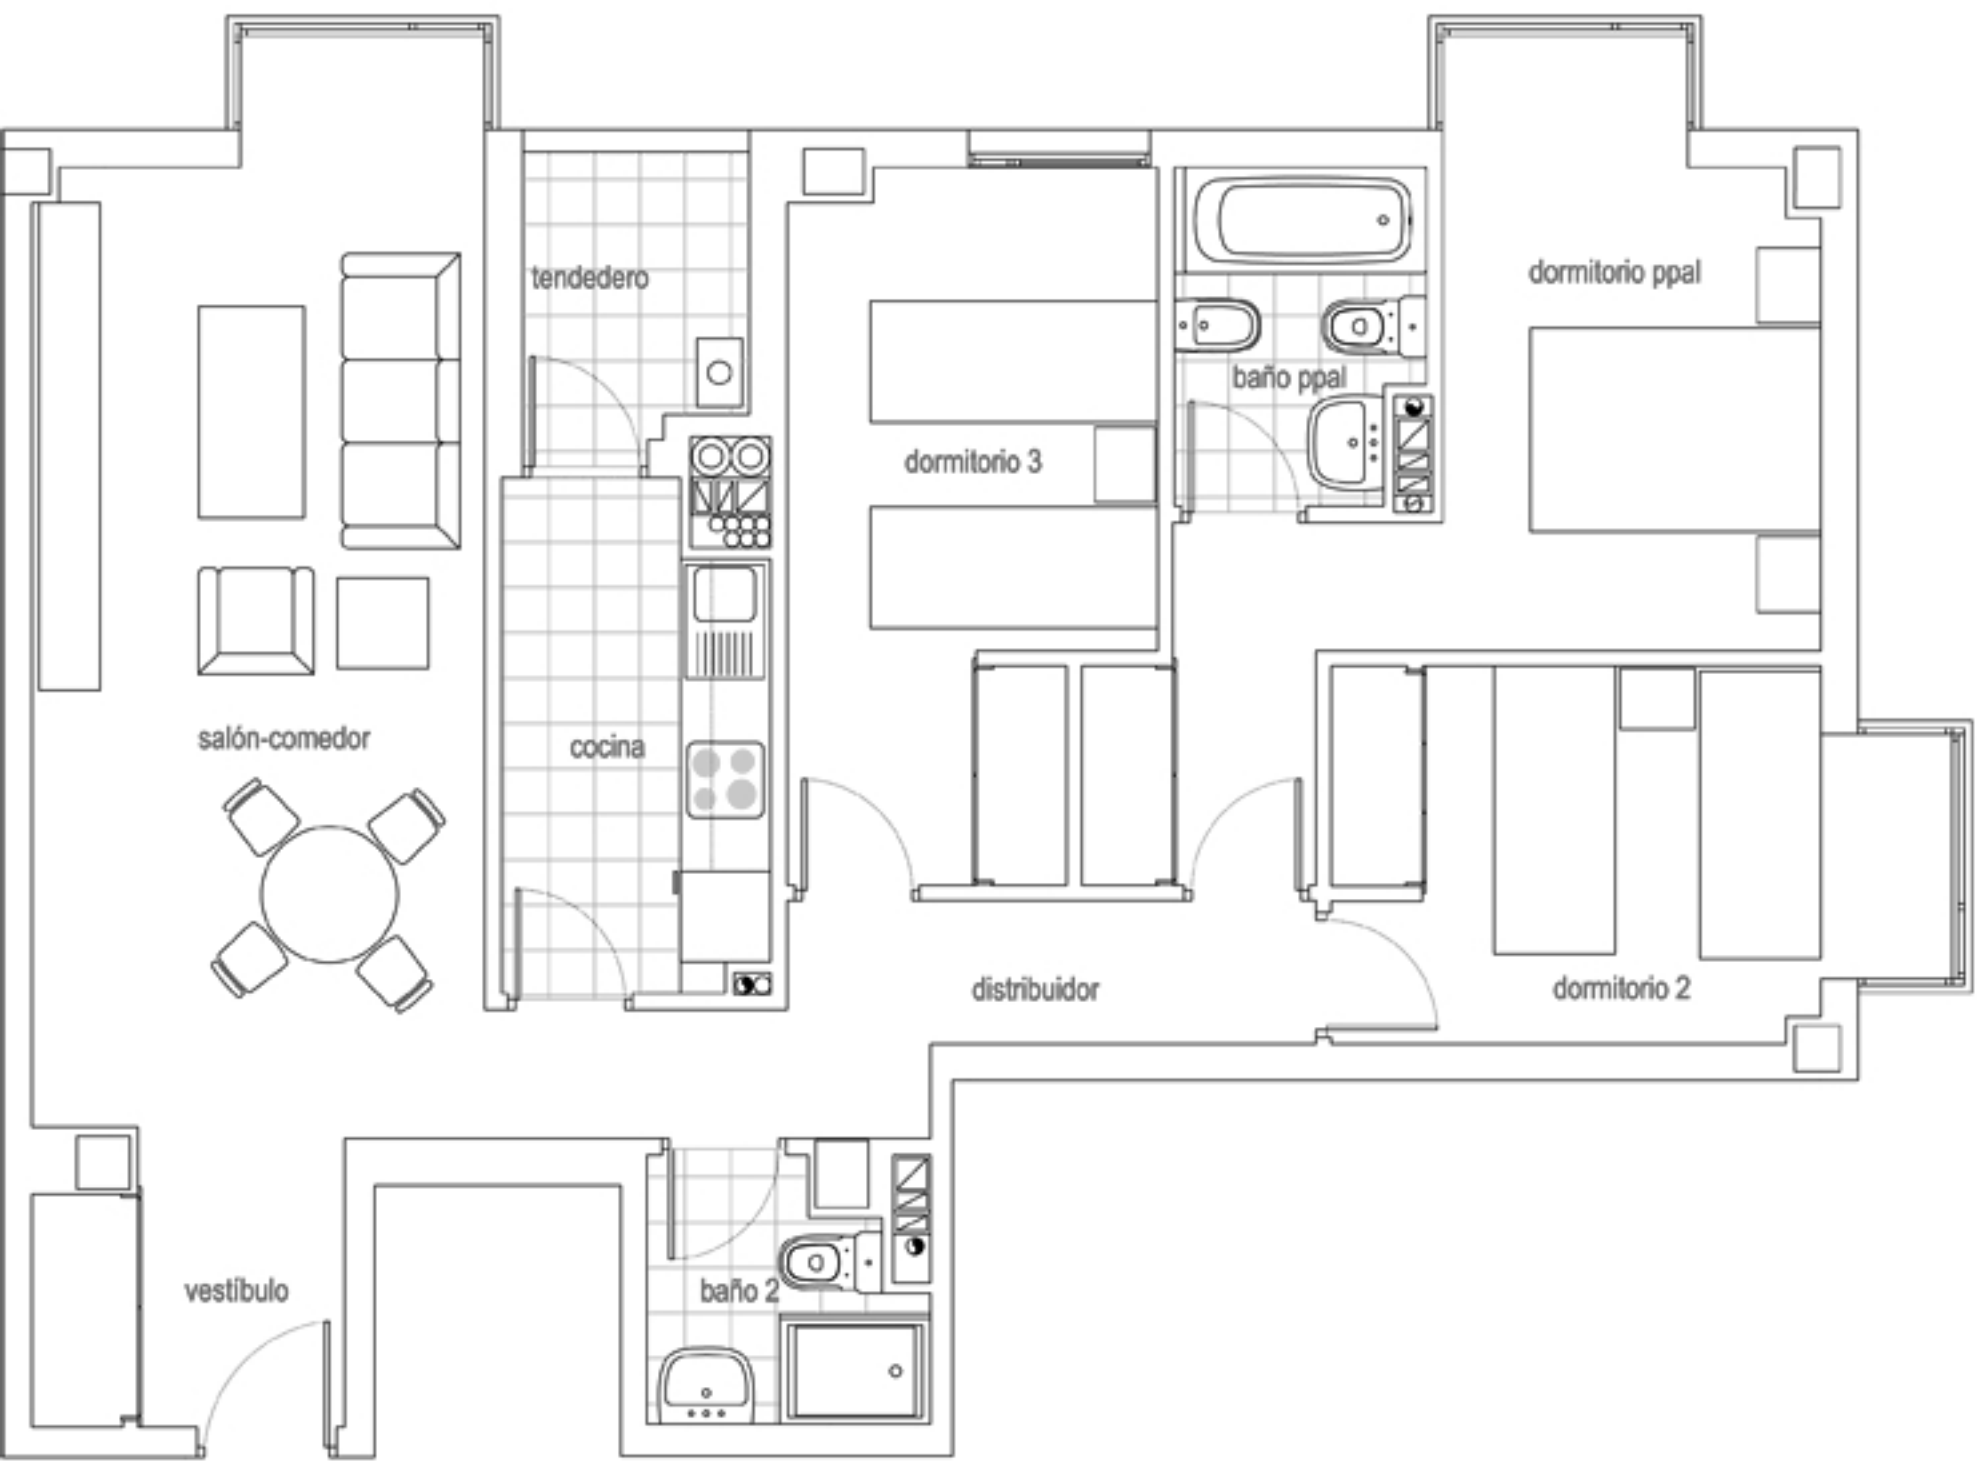 tendedero
dormitorio ppal
baño ppal
dormitorio 3
salón-comedor
cocina
distribuidor
dormitorio 2
vestíbulo
baño 2